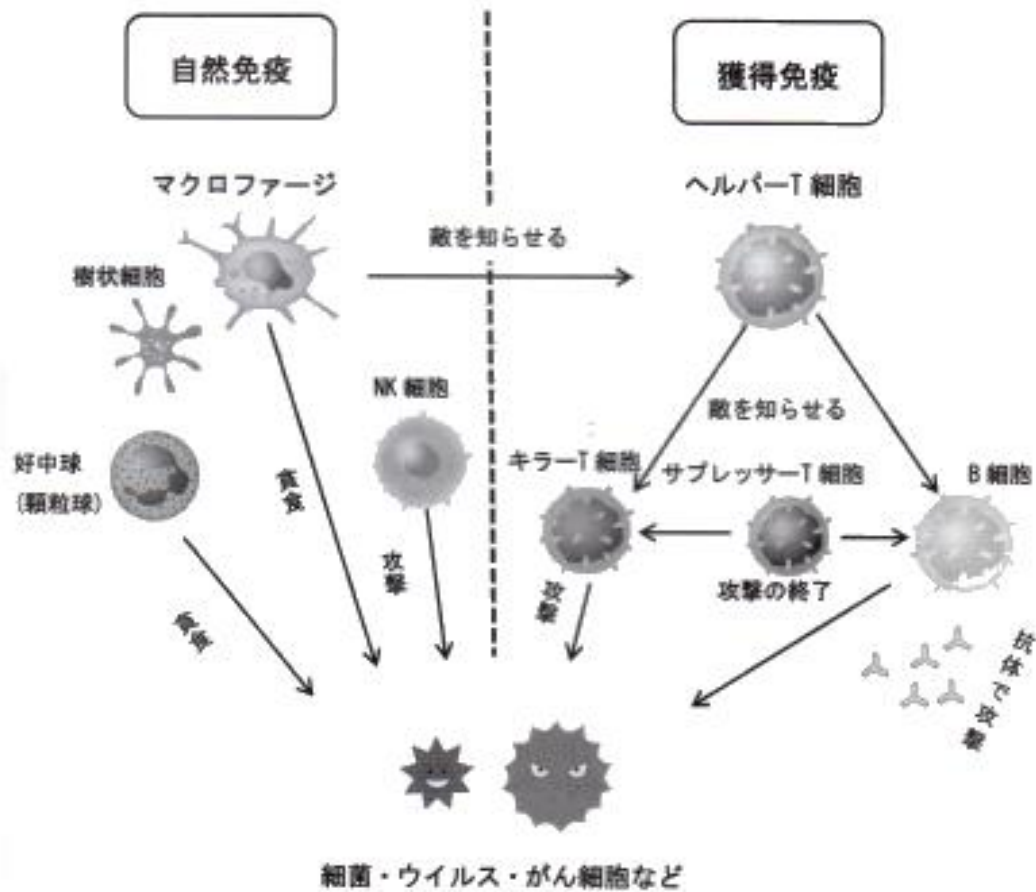 自然免疫
獲得免疫
マクロファージ
ヘルパーT 細胞
敵を知らせる
樹状細胞
NK 細胞
敵を知らせる
好中球
(顆粒球)
貪食
キラーT 細胞
サプレッサーT 細胞
B 細胞
攻撃
攻撃
攻撃の終了
貪食
抗体で攻撃
細菌・ウイルス・がん細胞など